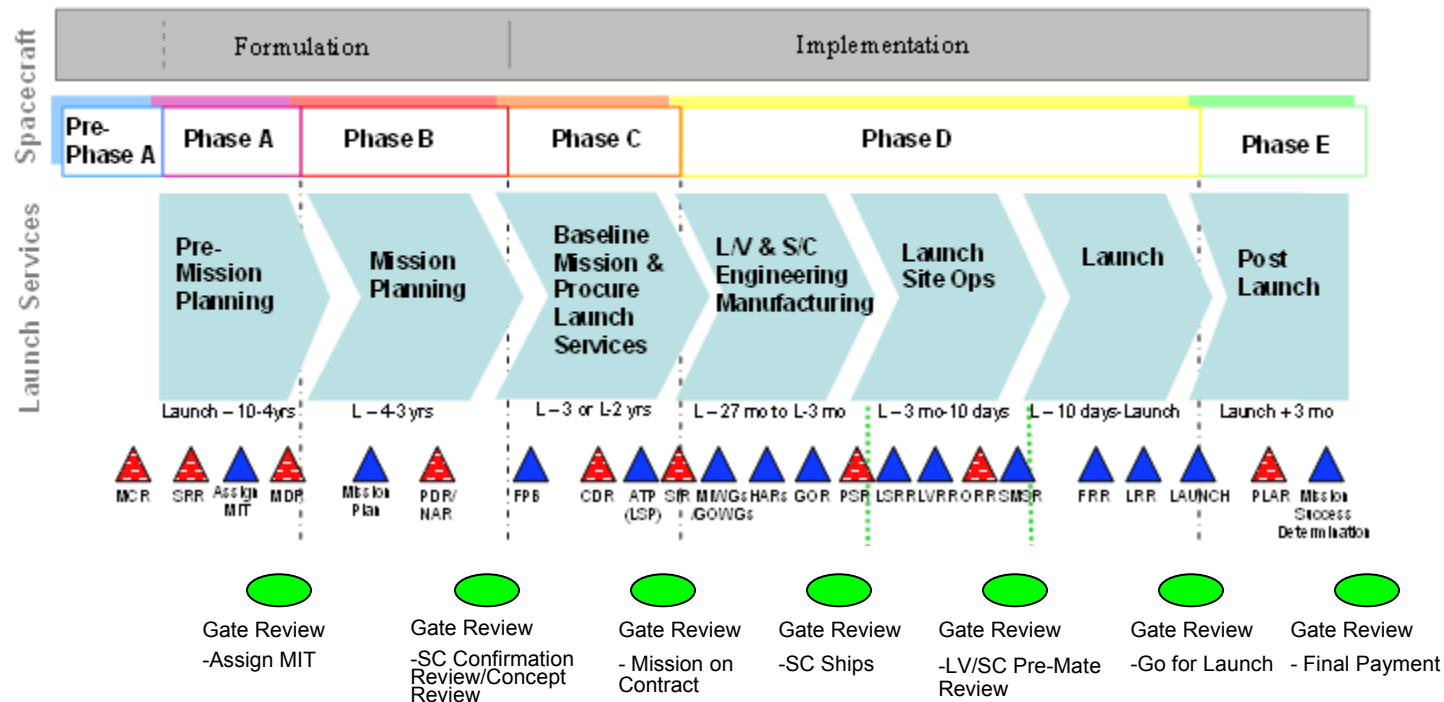 Spacecraft
Formulation
Implementation
Pre-
Phase A
Phase A
Phase B
Phase C
Phase D
Phase E
Launch Services
Pre-
Mission
Planning
Mission
Planning
Baseline
Mission &
Procure
Launch
Services
L/V & S/C
Engineering
Manufacturing
Launch
Site Ops
Launch
Post
Launch
Launch – 10-4yrs
L – 4-3 yrs
L – 3 or L-2 yrs
L – 27 mo to L-3 mo
L – 3 mo-10 days
L – 10 days-Launch
Launch + 3 mo
MCR
SRR
Assign
MIT
MDR
Mission
Plan
PDR/
NAR
FPB
CDR
ATP
(LSP)
SIR
MIWGs
/GOWGs
HARs
GOR
PSR
LSRR
LVRR
ORR
SMSR
FRR
LRR
LAUNCH
PLAR
Mission
Success
Determination
Gate Review
-Assign MIT
Gate Review
-SC Confirmation
Review/Concept
Review
Gate Review
- Mission on
Contract
Gate Review
-SC Ships
Gate Review
-LV/SC Pre-Mate
Review
Gate Review
-Go for Launch
Gate Review
- Final Payment